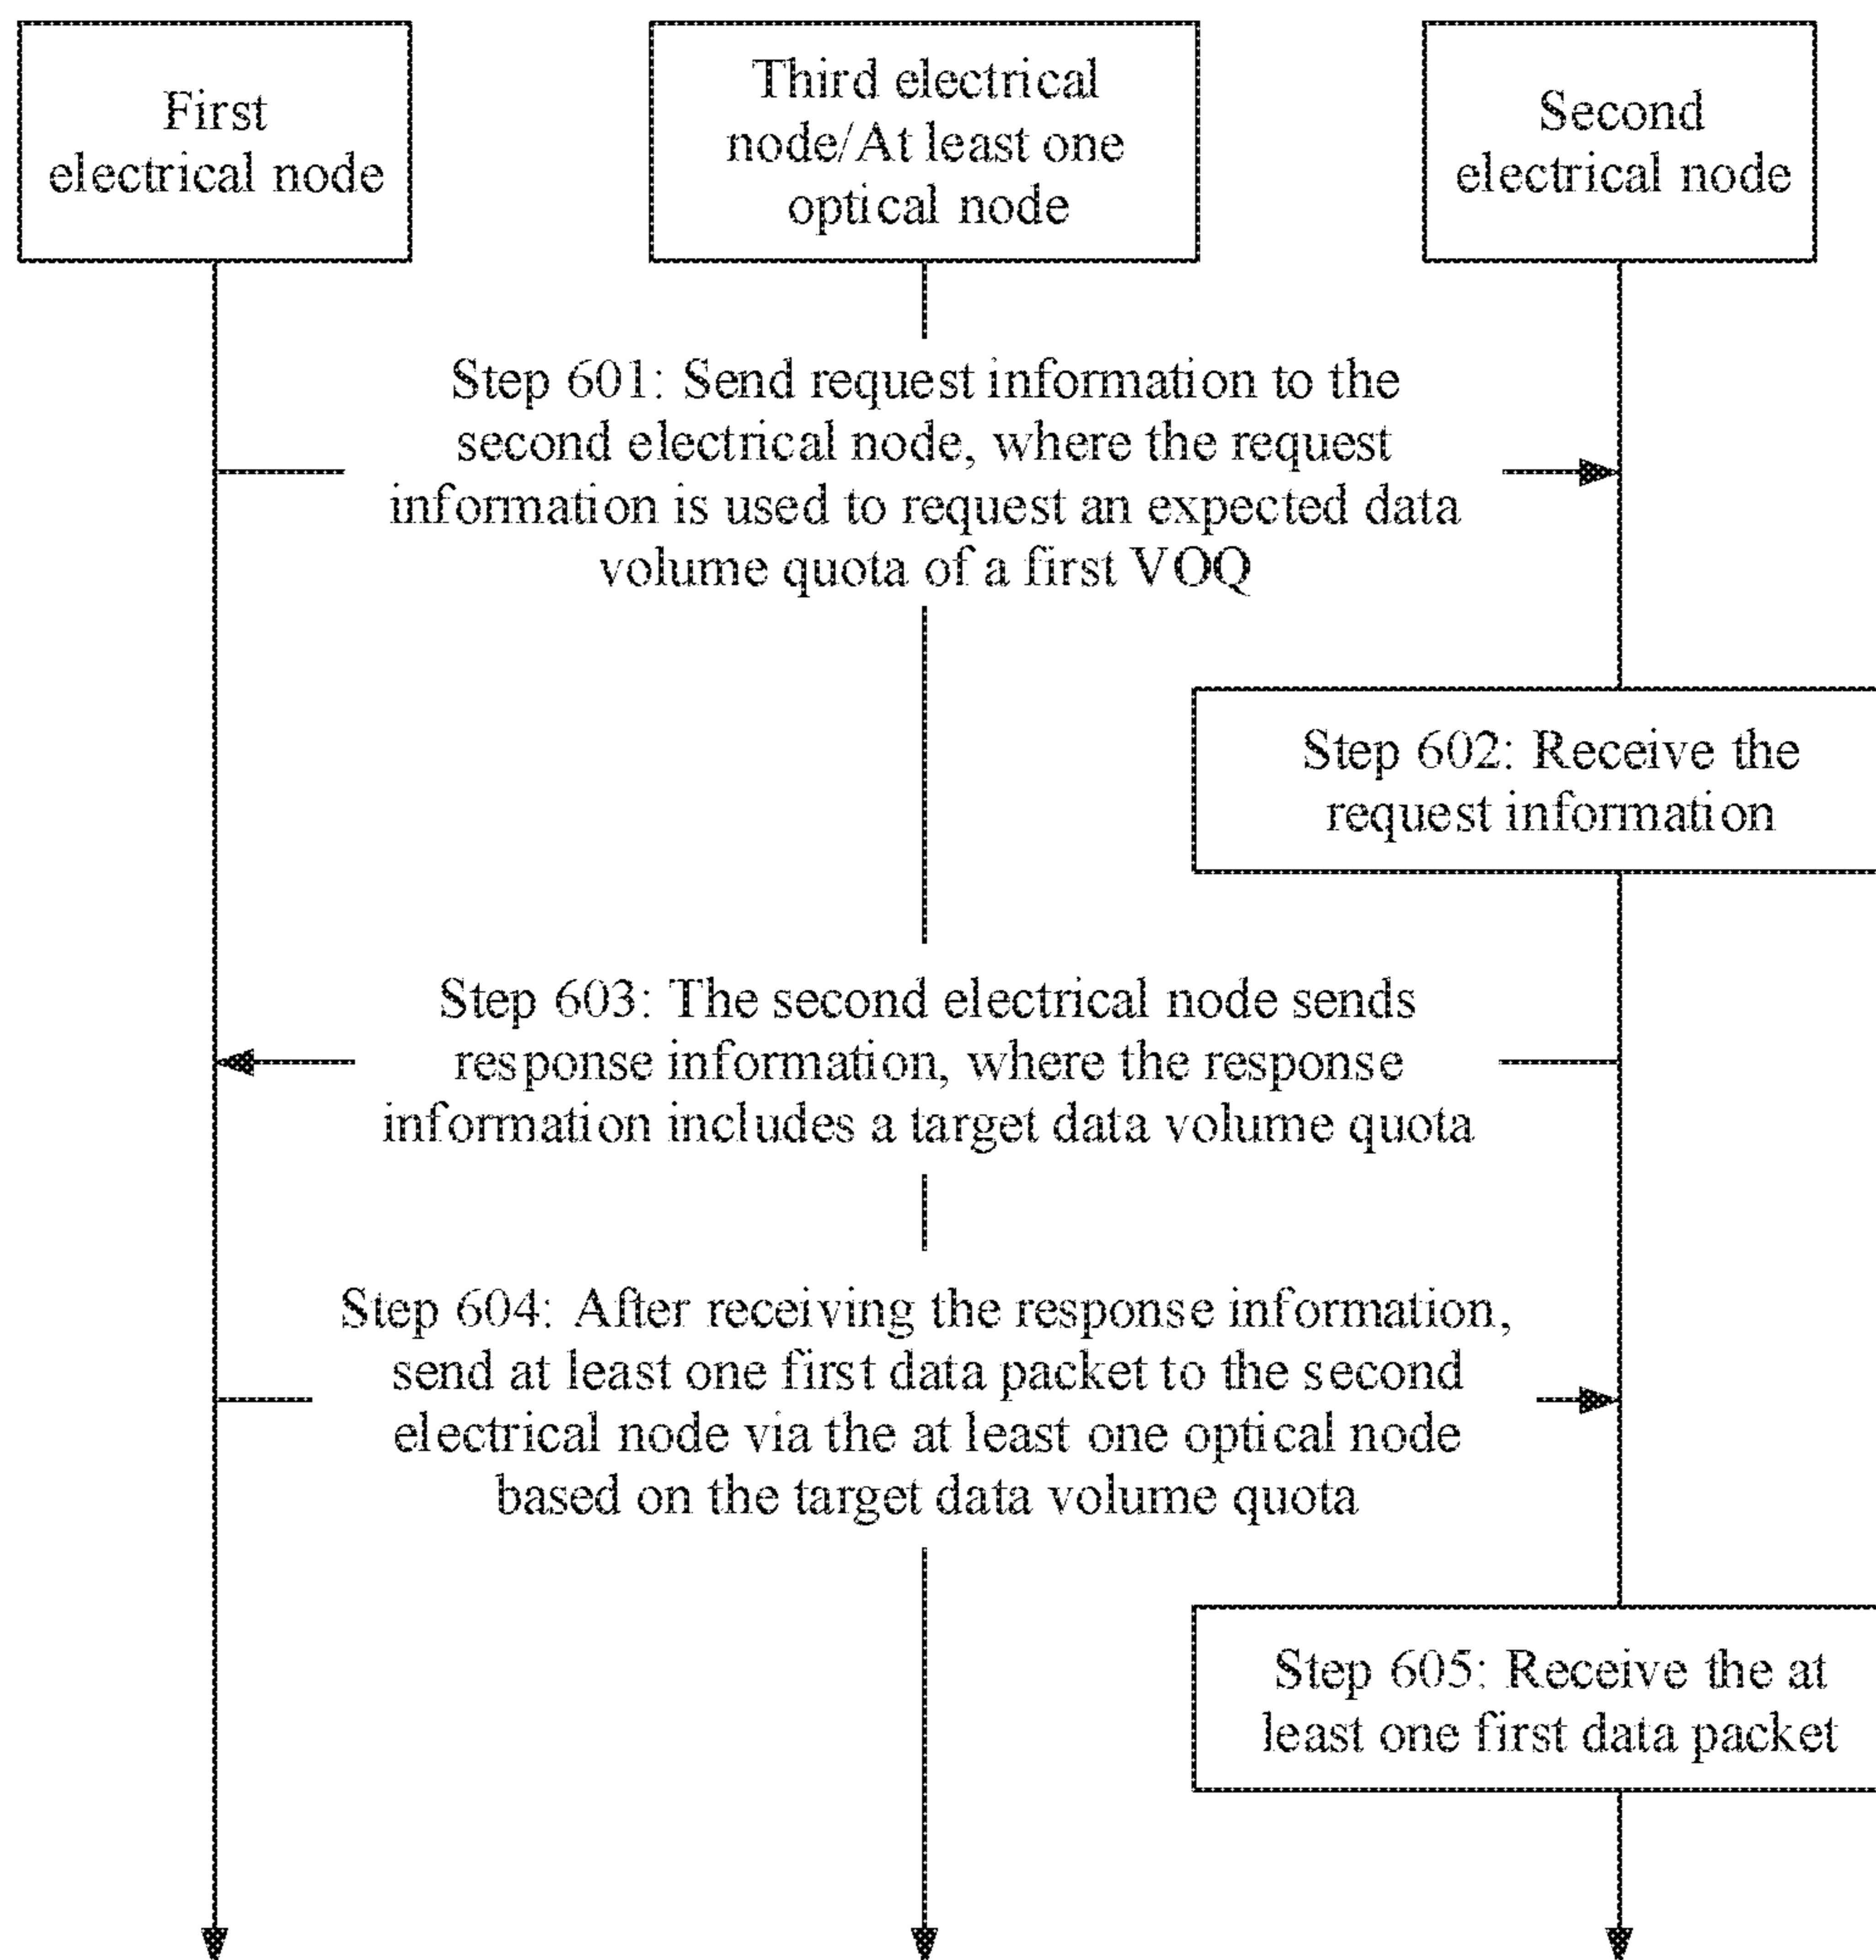 First
electrical node
Third electrical
node/At least one
optical node
Second
electrical node
Step 601: Send request information to the
second electrical node, where the request
information is used to request an expected data
volume quota of a first VOQ
Step 602: Receive the
request information
Step 603: The second electrical node sends
response information, where the response
information includes a target data volume quota
Step 604: After receiving the response information,
send at least one first data packet to the second
electrical node via the at least one optical node
based on the target data volume quota
Step 605: Receive the at
least one first data packet